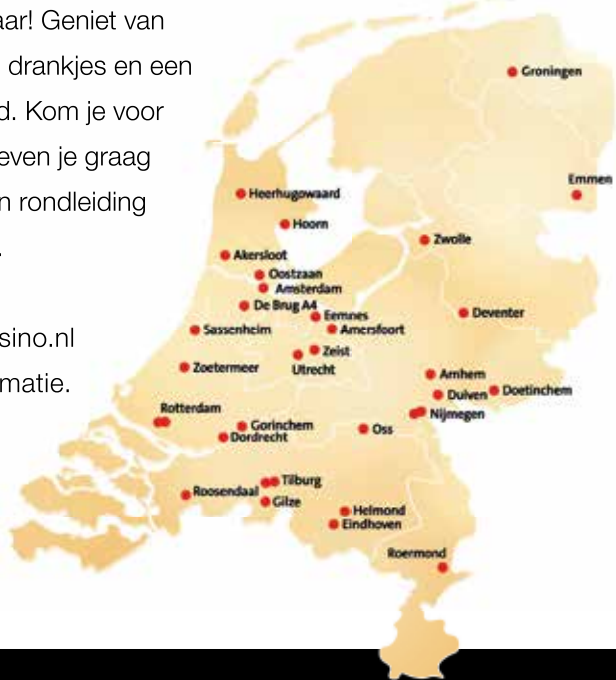 aar! Geniet van
drankjes en een
d. Kom je voor
even je graag
n rondleiding
.
sino.nl
matie.
Groningen
Emmen
Heerhugowaard
Hoorn
Zwolle
Akersloot
Oostzaan
Amsterdam
De Brug A4
Eemnes
Deventer
Sassenheim
Amersfoort
Zeist
Utrecht
Zoetermeer
Arnhem
Duiven
Doetinchem
Rotterdam
Nijmegen
Gorinchem
Dordrecht
Oss
Tilburg
Roosendaal
Gilze
Helmond
Eindhoven
Roermond